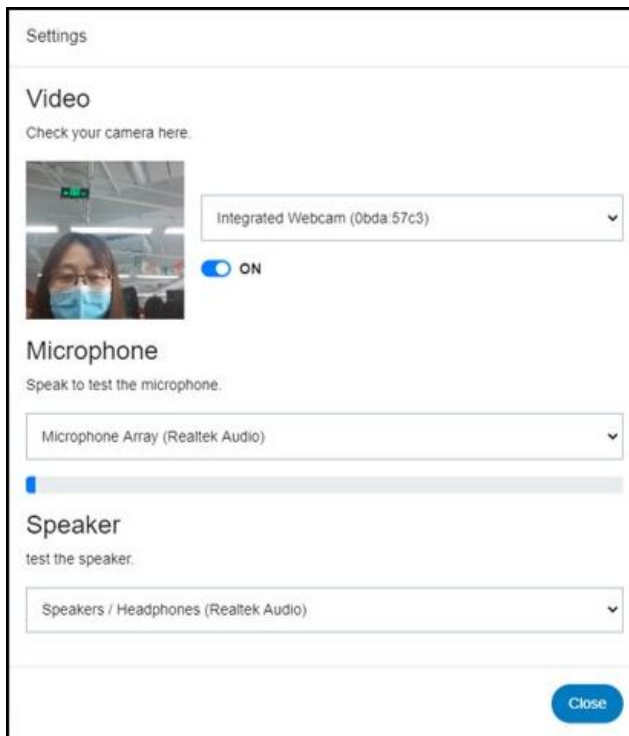 Settings
Video
Check your camera here.
Integrated Webcam (0bda:57c3)
ON
Microphone
Speak to test the microphone.
Microphone Array (Realtek Audio)
Speaker
test the speaker.
Speakers / Headphones (Realtek Audio)
Close